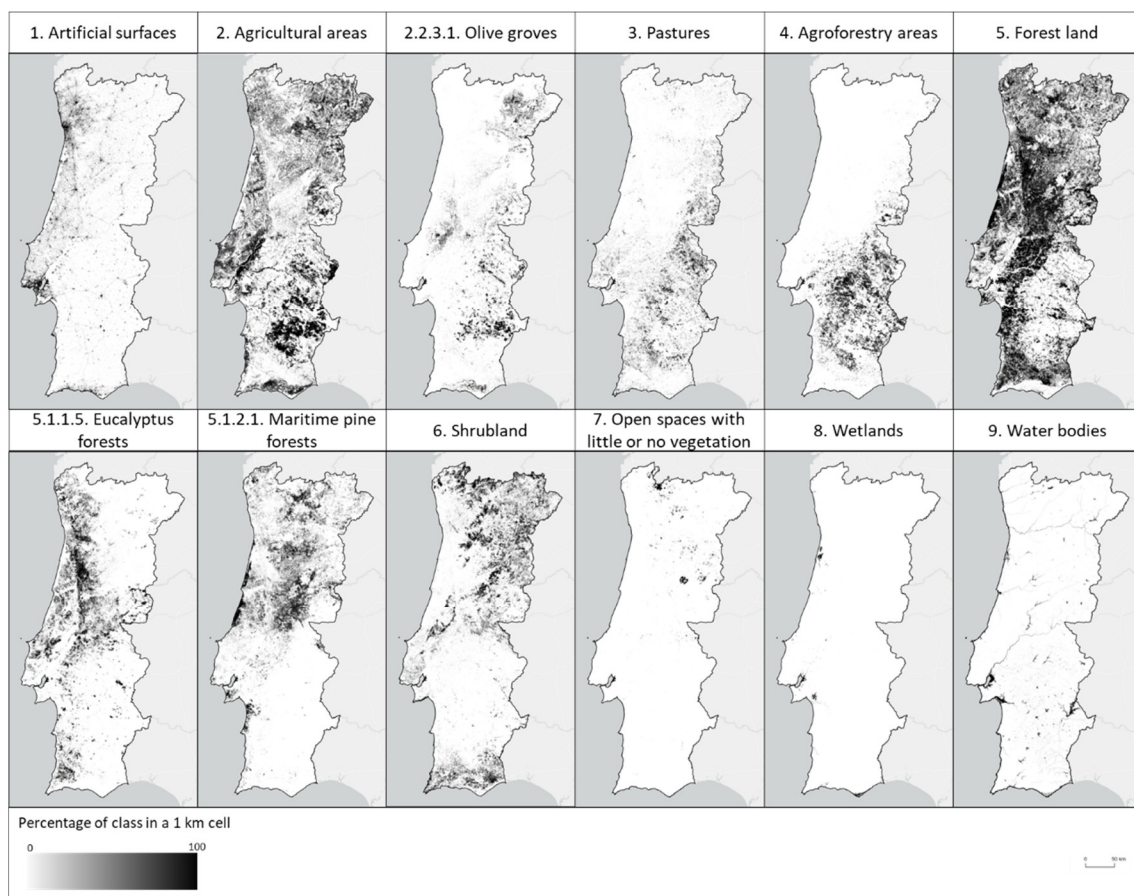 1. Artificial surfaces
2. Agricultural areas
2.2.3.1. Olive groves
3. Pastures
4. Agroforestry areas
5. Forest land
5.1.1.5. Eucalyptus
forests
5.1.2.1. Maritime pine
forests
6. Shrubland
7. Open spaces with
little or no vegetation
8. Wetlands
9. Water bodies
Percentage of class in a 1 km cell
0
100
0
50 km